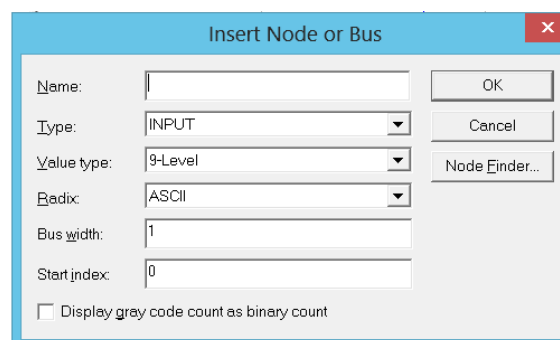 Insert Node or Bus
Name:
OK
Type: INPUT
Cancel
Value type: 9-Level
Node Finder...
Radix: ASCII
Bus width: 1
Start index: 0
Display gray code count as binary count